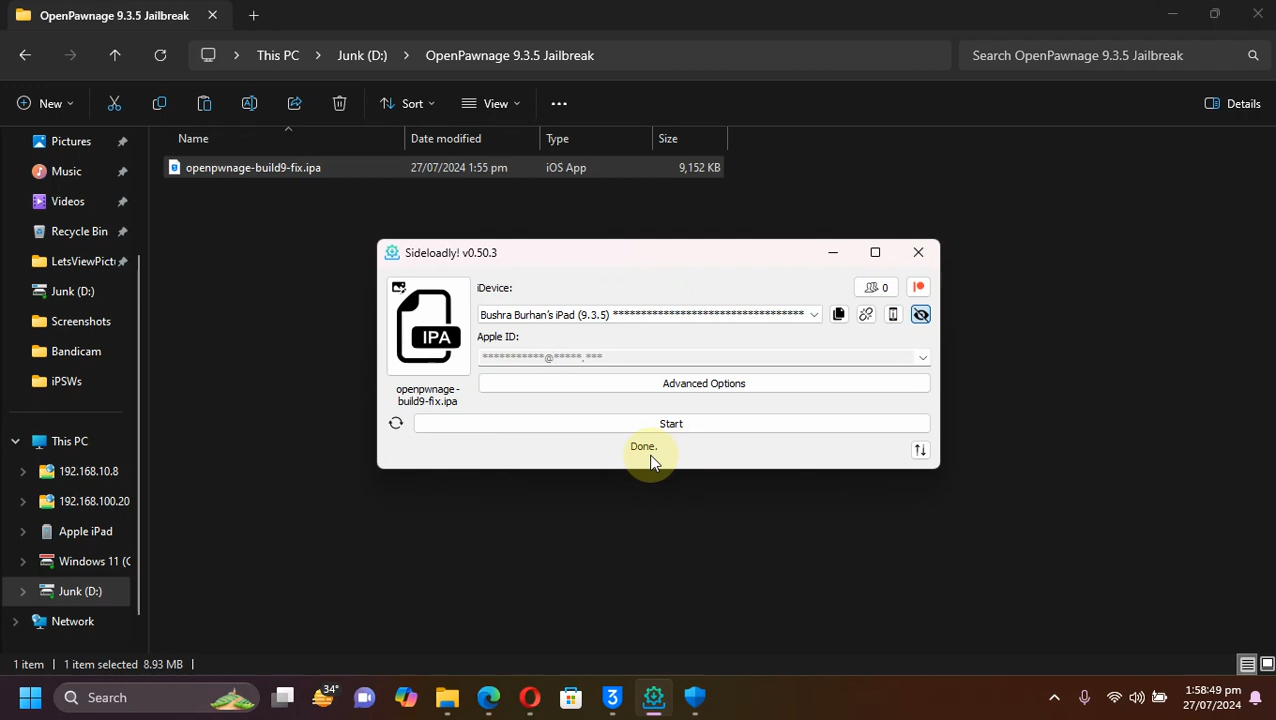 OpenPawnage 9.3.5 Jailbreak
This PC
Junk (D:)
OpenPawnage 9.3.5 Jailbreak
Search OpenPawnage 9.3.5 Jailbreak
New
Sort
View
Details
Name
Date modified
Type
Size
openpwnage-build9-fix.ipa
27/07/2024 1:55 pm
iOS App
9,152 KB
Pictures
Music
Videos
Recycle Bin
LetsViewPict
Junk (D:)
Screenshots
Bandicam
iPSWs
This PC
192.168.10.8
192.168.100.20
Apple iPad
Windows 11 (C
Junk (D:)
Network
Sideloadly! v0.50.3
IPA
openpwnage-
build9-fix.ipa
iDevice:
0
Bushra Burhan's iPad (9.3.5) ************************************
Apple ID:
***********@*****.***
Advanced Options
Start
Done.
1 item
1 item selected 8.93 MB
Search
34°
3
1:58:49 pm
27/07/2024